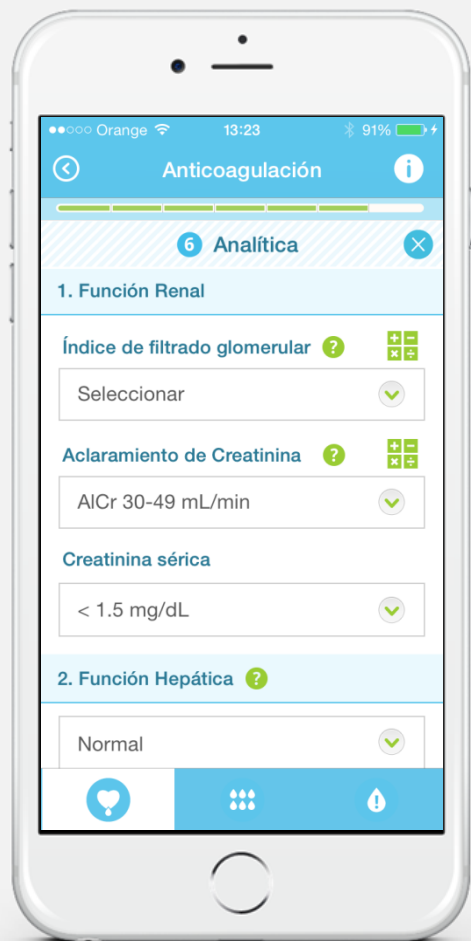 Orange 13:23 91%
Anticoagulación i
6 Analítica
1. Función Renal
Índice de filtrado glomerular ?
Seleccionar
Aclaramiento de Creatinina ?
AlCr 30-49 mL/min
Creatinina sérica
< 1.5 mg/dL
2. Función Hepática ?
Normal